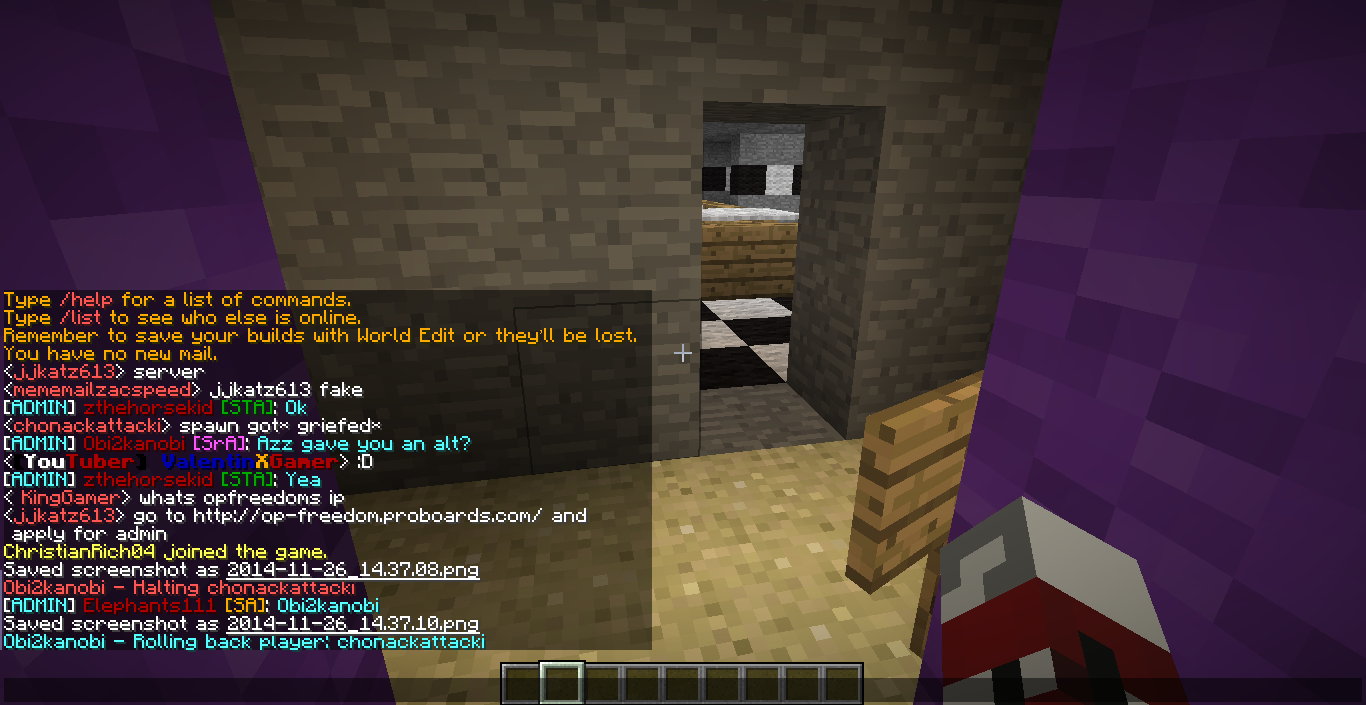 Type /help for a list of commands.
Type /list to see who else is online.
Remember to save your builds with World Edit or they'll be lost.
You have no new mail.
<jjkatz613> server
<mememailzacspeed> jjkatz613 fake
[ADMIN] zthehorsekid [STA]: Ok
<chonackattacki> spawn got* griefed*
[ADMIN] Obi2kanobi [SrA]: Azz gave you an alt?
< YouTuber ValentinXGamer> :D
[ADMIN] zthehorsekid [STA]: Yea
< KingGamer> whats opfreedoms ip
<jjkatz613> go to http://op-freedom.proboards.com/ and
apply for admin
ChristianRich04 joined the game.
Saved screenshot as 2014-11-26_14.37.08.png
Obi2kanobi - Halting chonackattacki
[ADMIN] Elephants111 [SA]: Obi2kanobi
Saved screenshot as 2014-11-26_14.37.10.png
Obi2kanobi - Rolling back player: chonackattacki